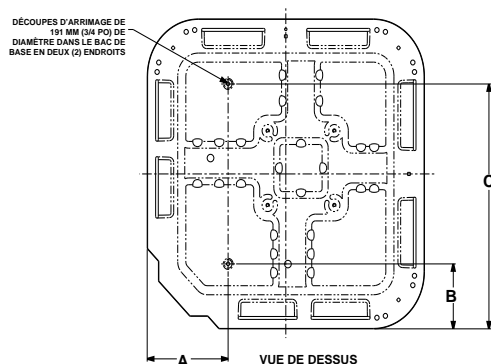 DÉCOUPES D'ARRIMAGE DE
191 MM (3/4 PO) DE
DIAMÈTRE DANS LE BAC DE
BASE EN DEUX (2) ENDROITS
C
B
A
VUE DE DESSUS